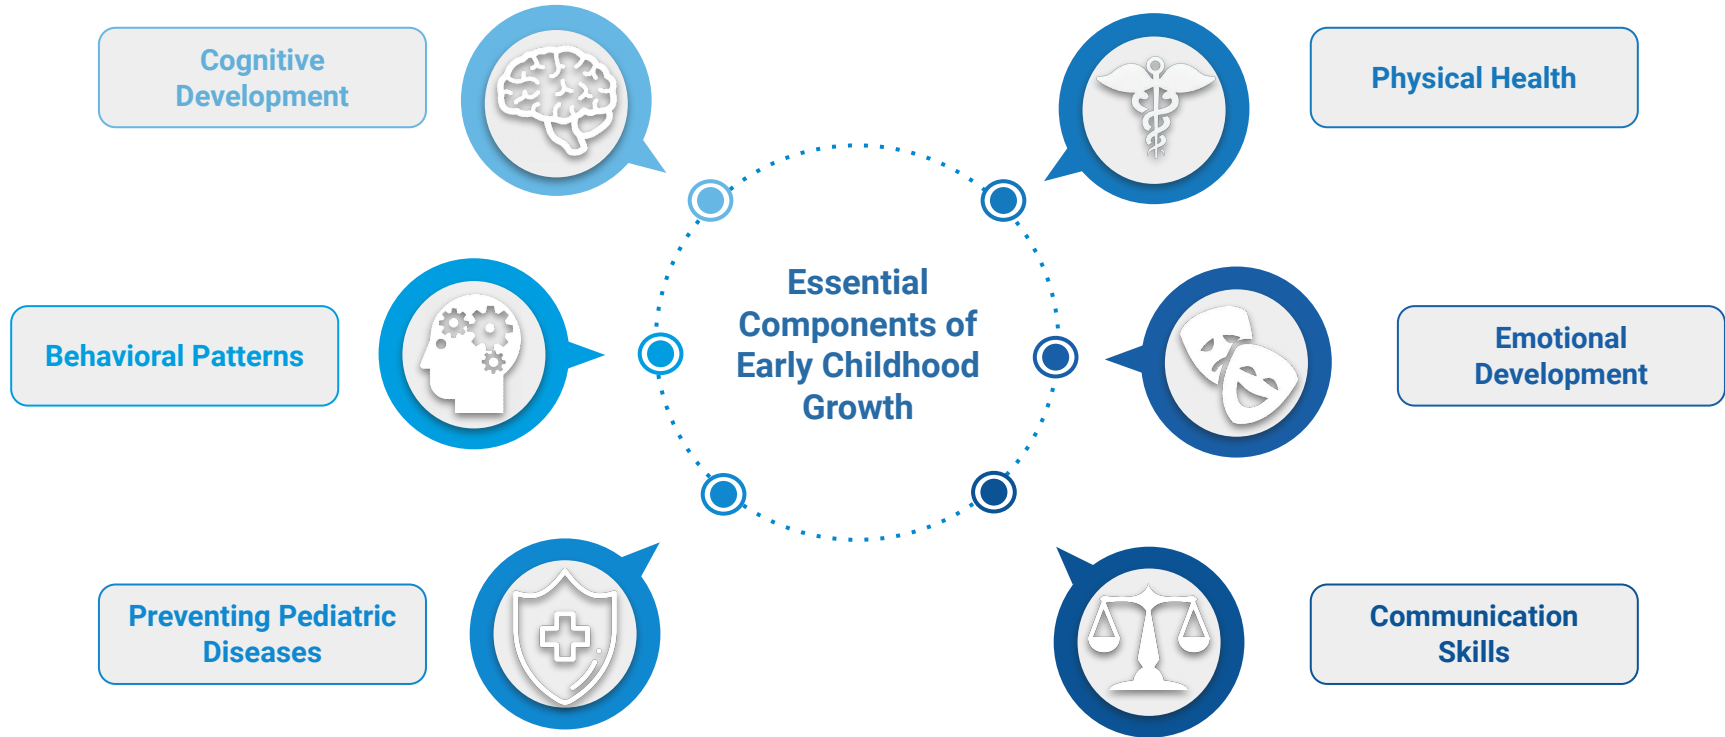 Cognitive
Development
Physical Health
Essential
Components of
Early Childhood
Growth
Behavioral Patterns
Emotional
Development
Preventing Pediatric
Diseases
Communication
Skills